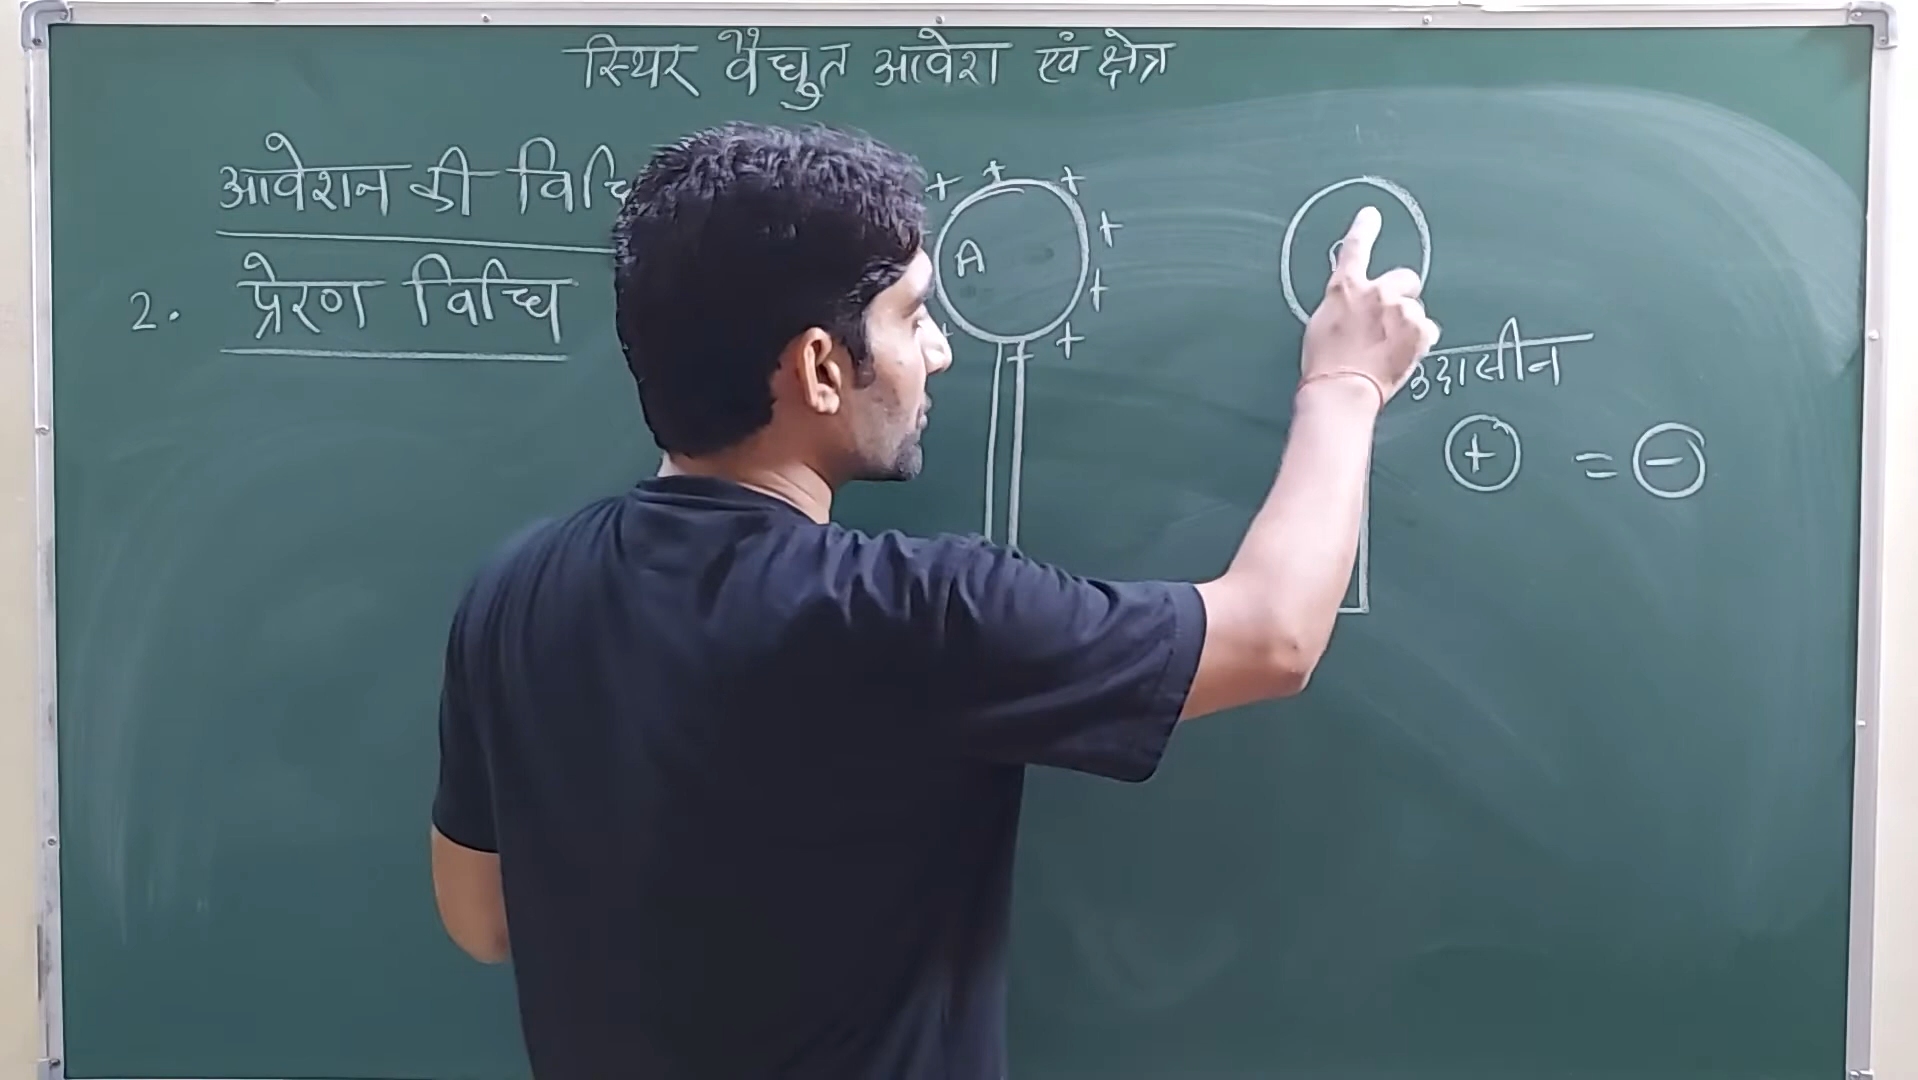 स्थिर वैद्युत आवेश एवं क्षेत्र
आवेशन की
2. प्रेरण विधि
+ + +
A +
+
+ +
उदासीन
+ = -